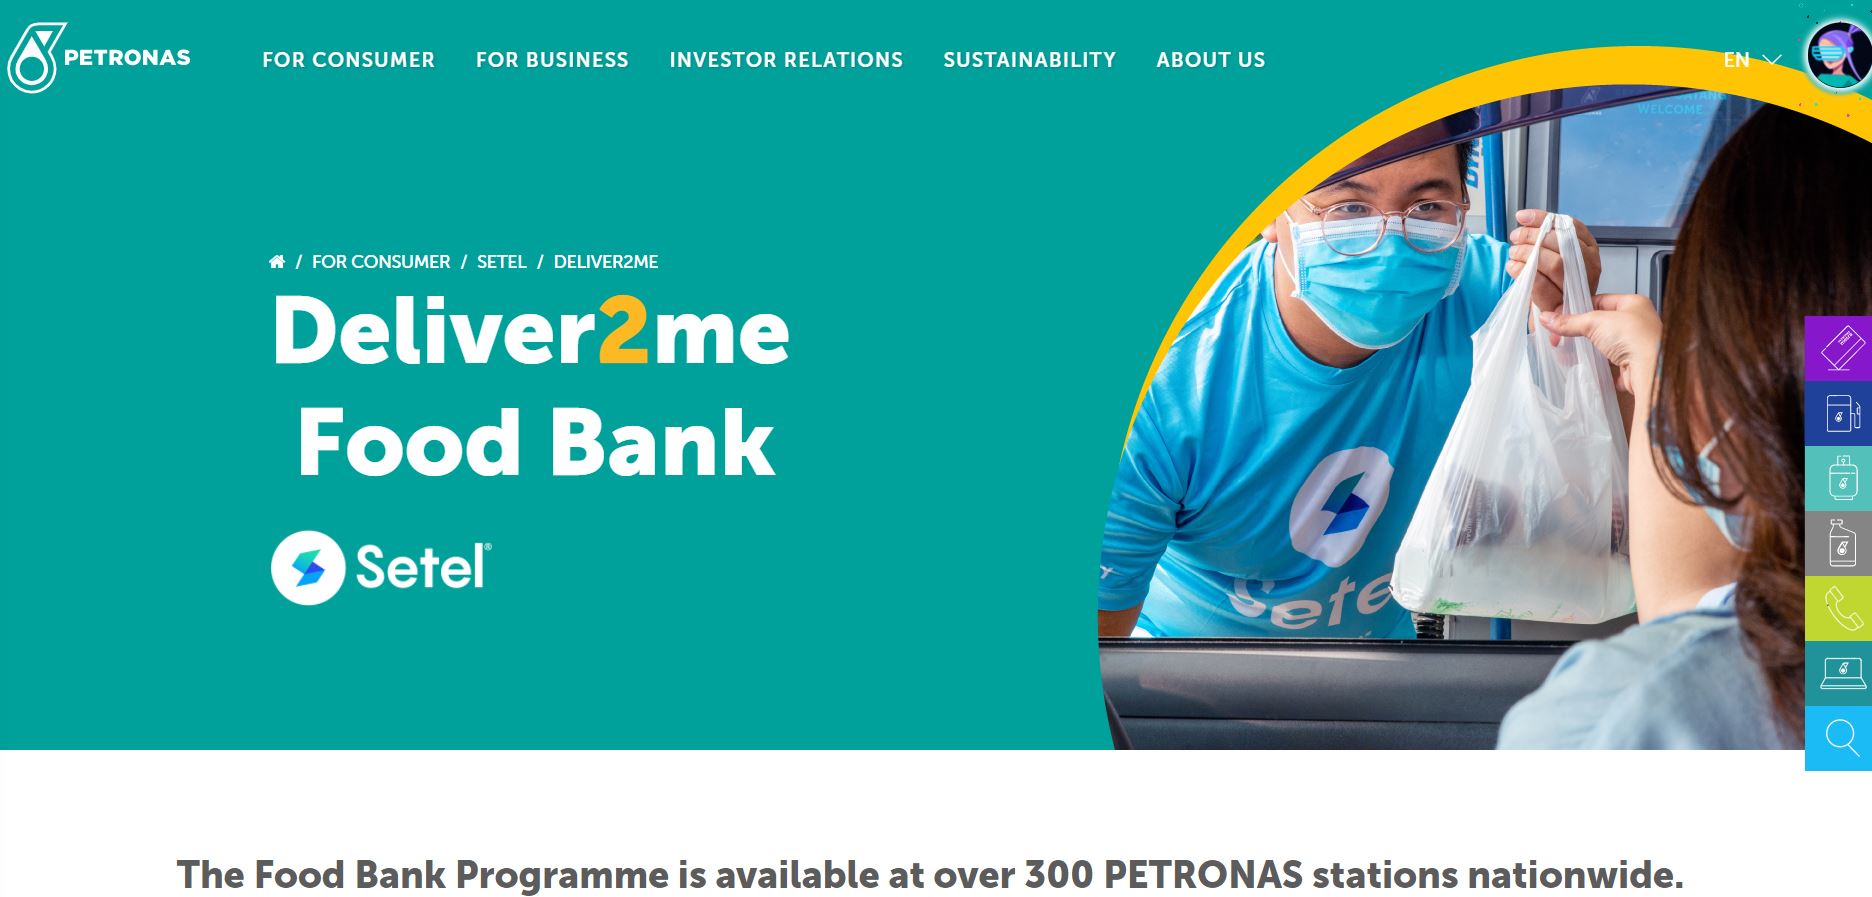 PETRONAS
FOR CONSUMER FOR BUSINESS INVESTOR RELATIONS SUSTAINABILITY ABOUT US EN
WELCOME
/ FOR CONSUMER / SETEL / DELIVER2ME
Deliver2me
Food Bank
Setel®
Setel
The Food Bank Programme is available at over 300 PETRONAS stations nationwide.